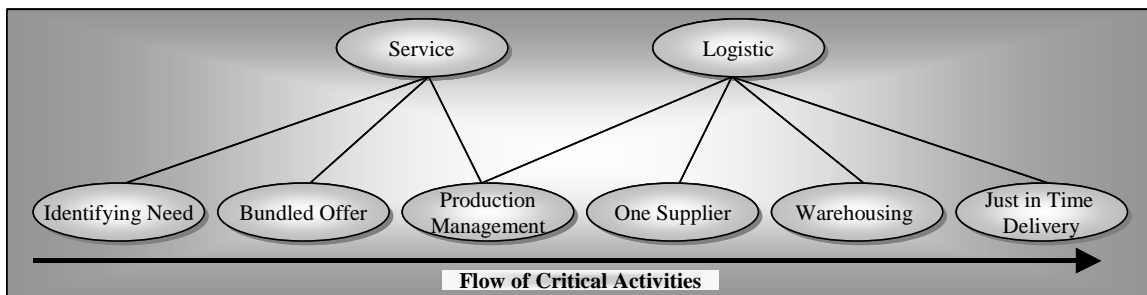 Service
Logistic
Identifying Need
Bundled Offer
Production
Management
One Supplier
Warehousing
Just in Time
Delivery
Flow of Critical Activities